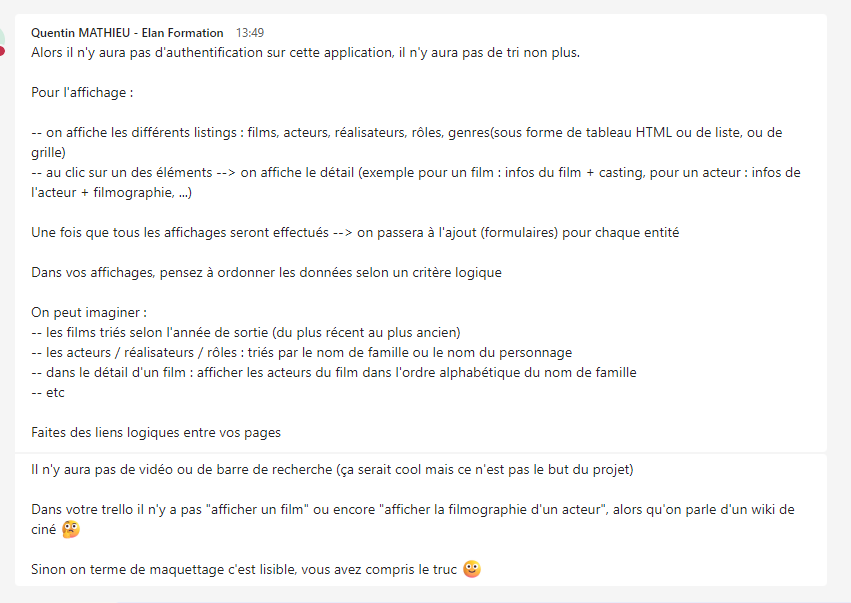 Quentin MATHIEU - Elan Formation 13:49
Alors il n'y aura pas d'authentification sur cette application, il n'y aura pas de tri non plus.
Pour l'affichage :
-- on affiche les différents listings : films, acteurs, réalisateurs, rôles, genres(sous forme de tableau HTML ou de liste, ou de
grille)
-- au clic sur un des éléments --> on affiche le détail (exemple pour un film : infos du film + casting, pour un acteur : infos de
l'acteur + filmographie, ...)
Une fois que tous les affichages seront effectués --> on passera à l'ajout (formulaires) pour chaque entité
Dans vos affichages, pensez à ordonner les données selon un critère logique
On peut imaginer :
-- les films triés selon l'année de sortie (du plus récent au plus ancien)
-- les acteurs / réalisateurs / rôles : triés par le nom de famille ou le nom du personnage
-- dans le détail d'un film : afficher les acteurs du film dans l'ordre alphabétique du nom de famille
-- etc
Faites des liens logiques entre vos pages
Il n'y aura pas de vidéo ou de barre de recherche (ça serait cool mais ce n'est pas le but du projet)
Dans votre trello il n'y a pas "afficher un film" ou encore "afficher la filmographie d'un acteur", alors qu'on parle d'un wiki de
ciné 🤔
Sinon on terme de maquettage c'est lisible, vous avez compris le truc 🙂